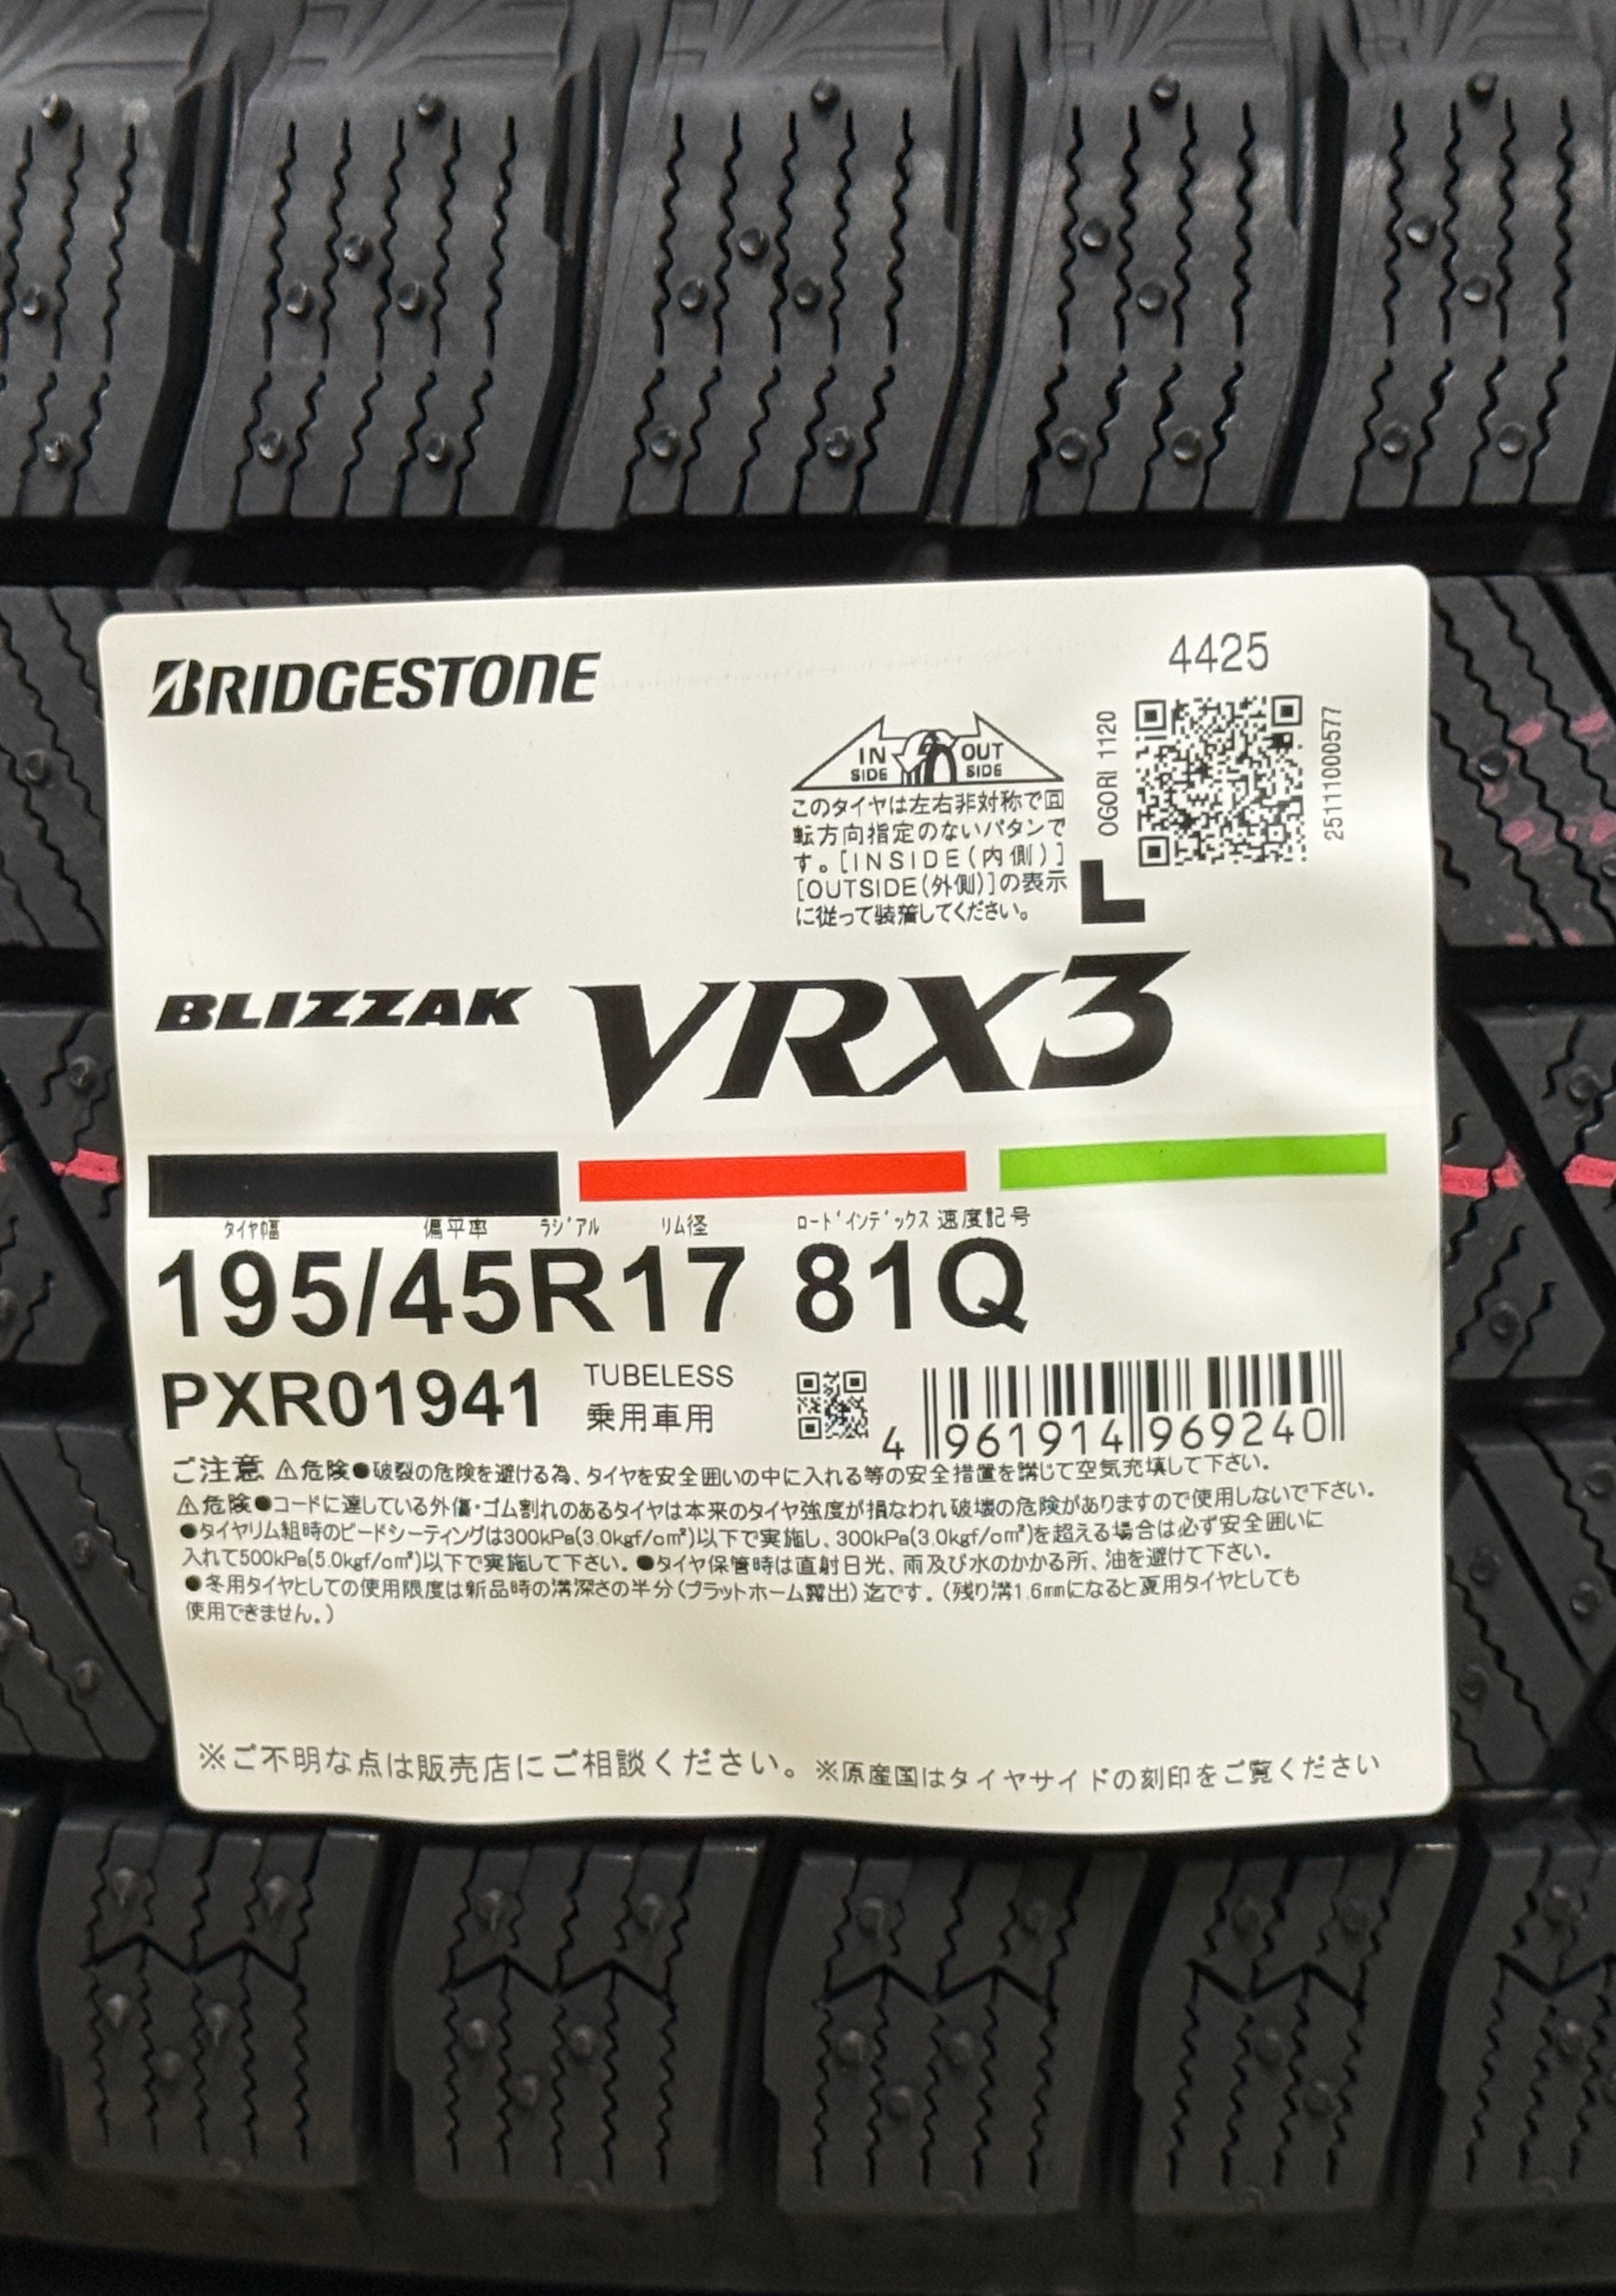 BRIDGESTONE
4425
OGORI 1120
2511100577
IN SIDE
OUT SIDE
このタイヤは左右非対称で回
転方向指定のないパタンで
す。[INSIDE(内側)]
[OUTSIDE(外側)]の表示
に従って装着してください。
L
BLIZZAK VRX3
タイヤ幅 偏平率 ラジアル リム径 ロードインデックス 速度記号
195/45R17 81Q
PXR01941
TUBELESS
乗用車用
4 961914 969240
ご注意 ⚠危険●破裂の危険を避ける為、タイヤを安全囲いの中に入れる等の安全措置を講じて空気充填して下さい。
⚠危険●コードに達している外傷・ゴム割れのあるタイヤは本来のタイヤ強度が損なわれ破壊の危険がありますので使用しないで下さい。
●タイヤリム組時のビードシーティングは300kPa(3.0kgf/cm²)以下で実施し、300kPa(3.0kgf/cm²)を超える場合は必ず安全囲いに
入れて500kPa(5.0kgf/cm²)以下で実施して下さい。●タイヤ保管時は直射日光、雨及び水のかかる所、油を避けて下さい。
●冬用タイヤとしての使用限度は新品時の溝深さの半分(プラットホーム露出)迄です。(残り溝1.6mmになると夏用タイヤとしても
使用できません。)
※ご不明な点は販売店にご相談ください。※原産国はタイヤサイドの刻印をご覧ください